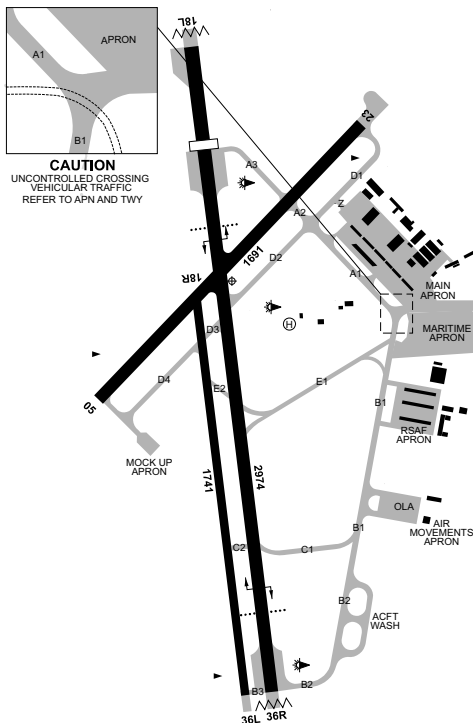 A1
APRON
B1
CAUTION
UNCONTROLLED CROSSING
VEHICULAR TRAFFIC
REFER TO APN AND TWY
18L
23
A3
D1
A2
Z
D2
1691
A1
18R
MAIN
APRON
H
MARITIME
APRON
D3
D4
E2
E1
B1
05
RSAF
APRON
MOCK UP
APRON
1741
2974
OLA
AIR
MOVEMENTS
APRON
B1
C2
C1
B2
ACFT
WASH
B3
B2
36L
36R